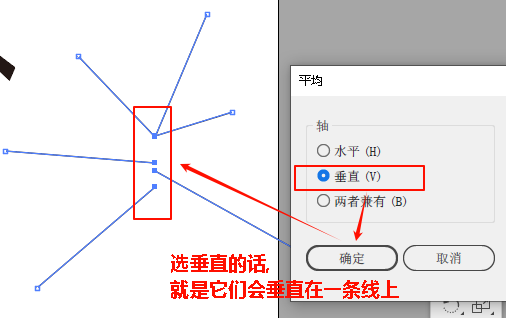 平均
轴
水平 (H)
垂直 (V)
两者兼有 (B)
确定
取消
选垂直的话,
就是它们会垂直在一条线上